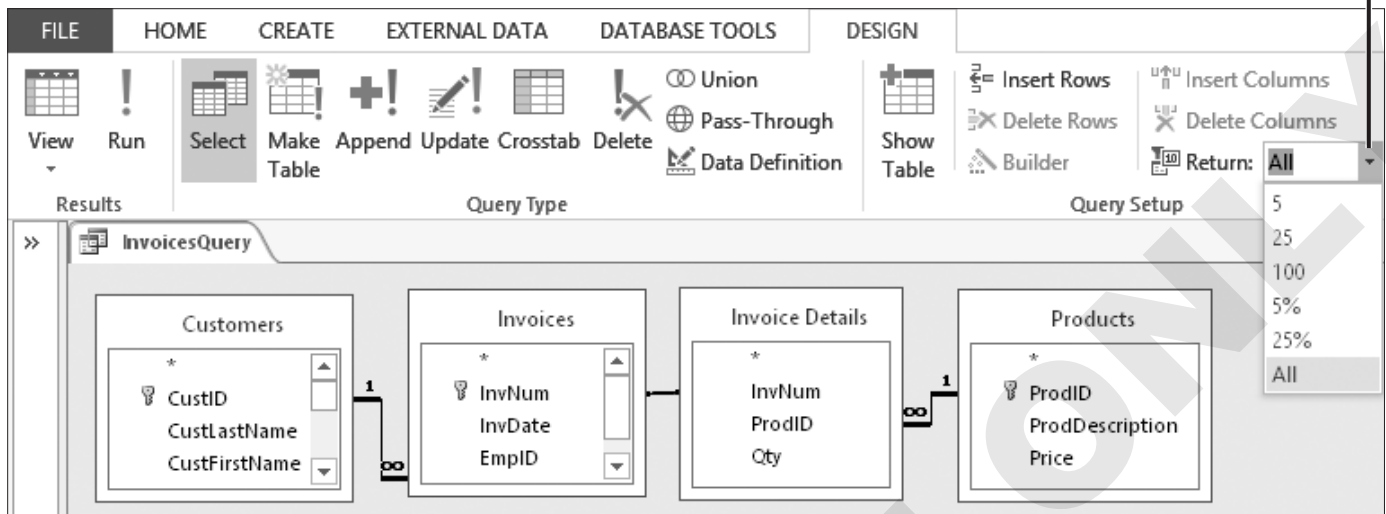 FILE HOME CREATE EXTERNAL DATA DATABASE TOOLS DESIGN
View
Run
Select
Make Table
Append
Update
Crosstab
Delete
Union
Pass-Through
Data Definition
Show Table
Insert Rows
Delete Rows
Builder
Insert Columns
Delete Columns
10 Return: All
Results
Query Type
Query Setup
5
25
100
5%
25%
All
» InvoicesQuery
Customers
*
CustID
CustLastName
CustFirstName
1
∞
Invoices
*
InvNum
InvDate
EmpID
Invoice Details
*
InvNum
ProdID
Qty
∞
1
Products
*
ProdID
ProdDescription
Price
ONLY